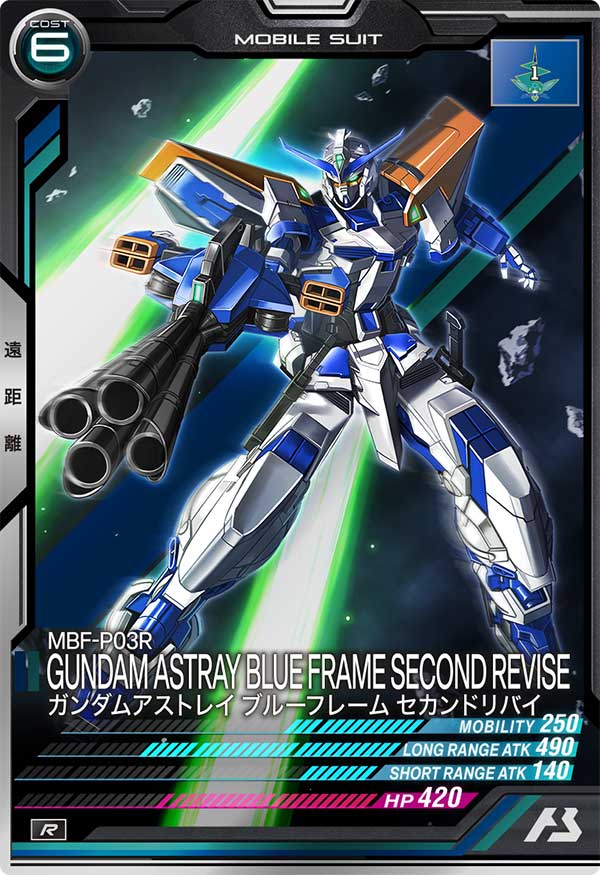 COST
6
MOBILE SUIT
1
遠距離
MBF-P03R
GUNDAM ASTRAY BLUE FRAME SECOND REVISE
ガンダムアストレイ ブルーフレーム セカンドリバイ
MOBILITY 250
LONG RANGE ATK 490
SHORT RANGE ATK 140
HP 420
R